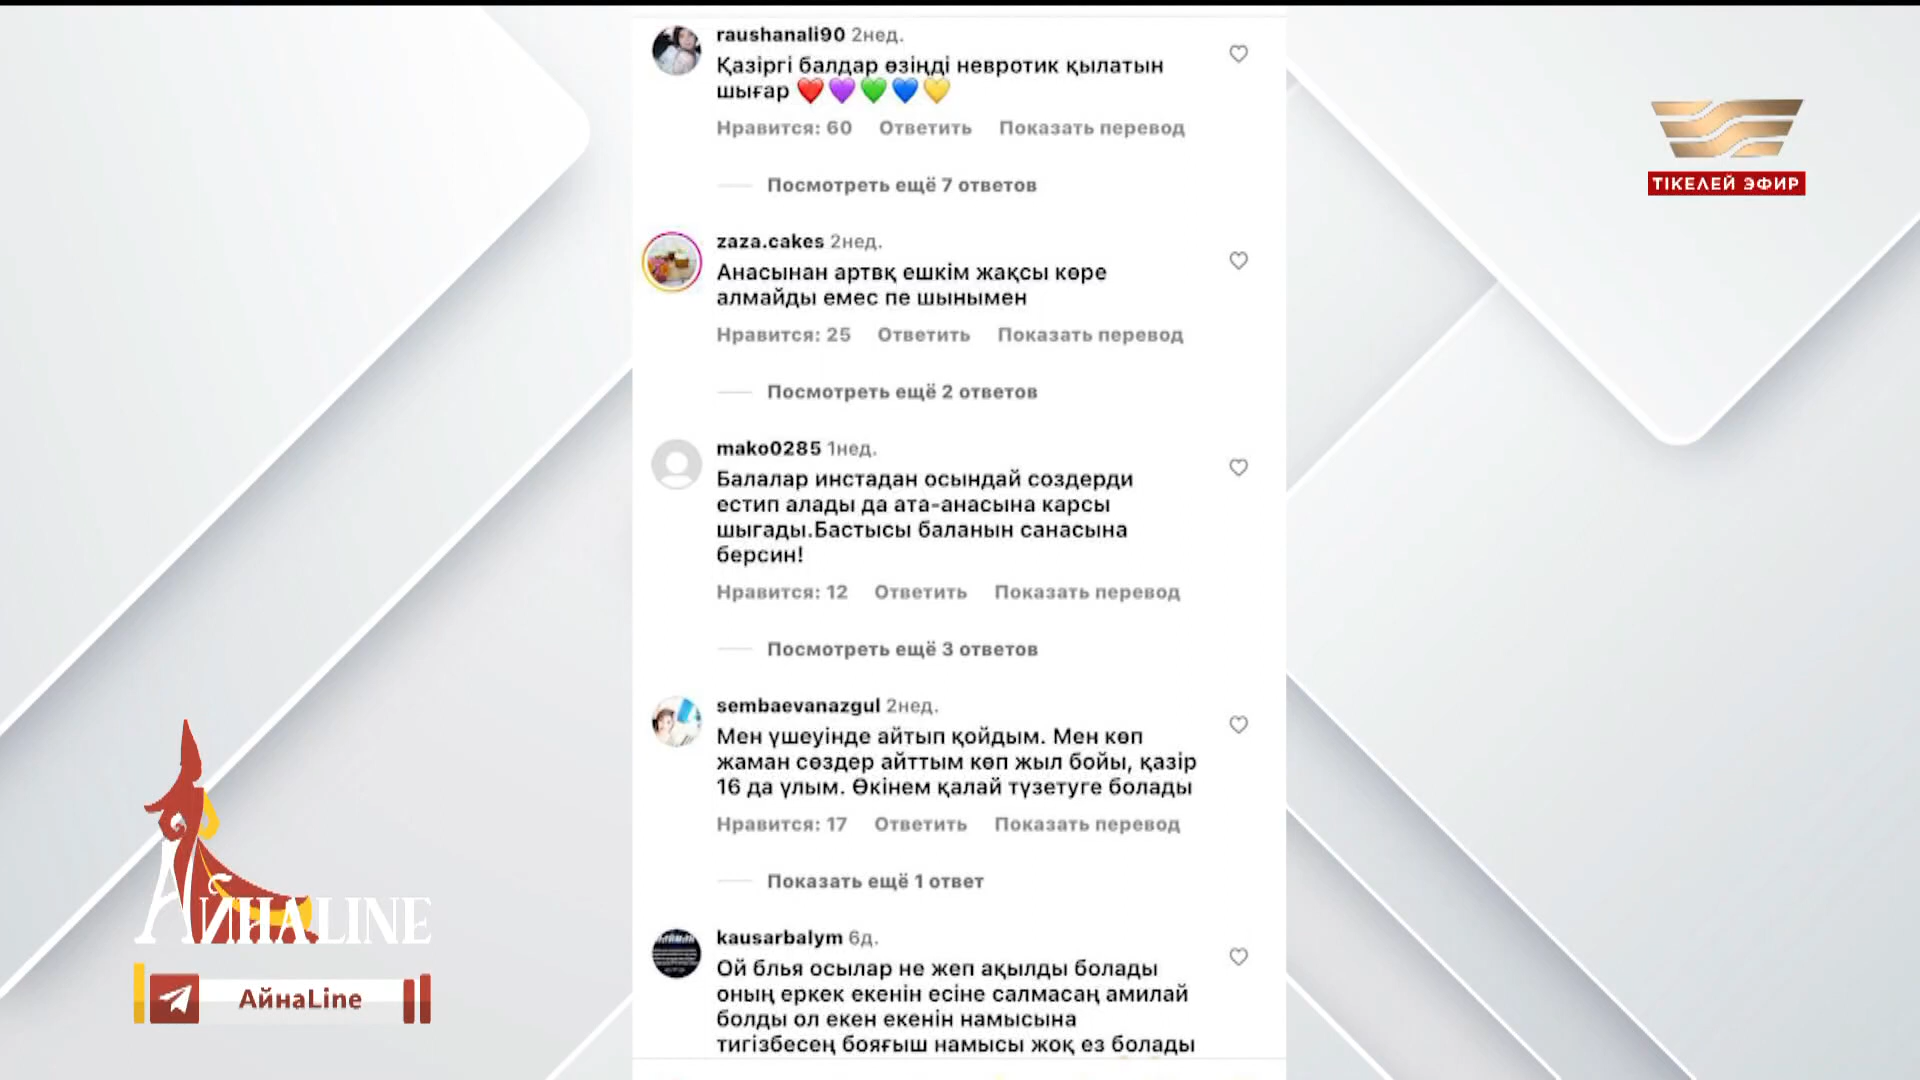 raushanali90 2нед.
Қазіргі балдар өзіңді невротик қылатын
шығар ❤️💜💚💙💛
Нравится: 60 Ответить Показать перевод
Посмотреть ещё 7 ответов
ТІКЕЛЕЙ ЭФИР
zaza.cakes 2нед.
Анасынан артвқ ешкім жақсы көре
алмайды емес пе шынымен
Нравится: 25 Ответить Показать перевод
Посмотреть ещё 2 ответов
mako0285 1нед.
Балалар инстадан осындай создерди
естип алады да ата-анасына карсы
шыгады.Бастысы баланын санасына
берсин!
Нравится: 12 Ответить Показать перевод
Посмотреть ещё 3 ответов
sembaevanazgul 2нед.
Мен үшеуінде айтып қойдым. Мен көп
жаман сөздер айттым көп жыл бойы, қазір
16 да ұлым. Өкінем қалай түзетуге болады
Нравится: 17 Ответить Показать перевод
Показать ещё 1 ответ
kausarbalym 6д.
Ой блья осылар не жеп ақылды болады
оның еркек екенін есіне салмасаң амилай
болды ол екен екенін намысына
тигізбесең бояғыш намысы жоқ ез болады
АЙНАLINE
АйнаLine